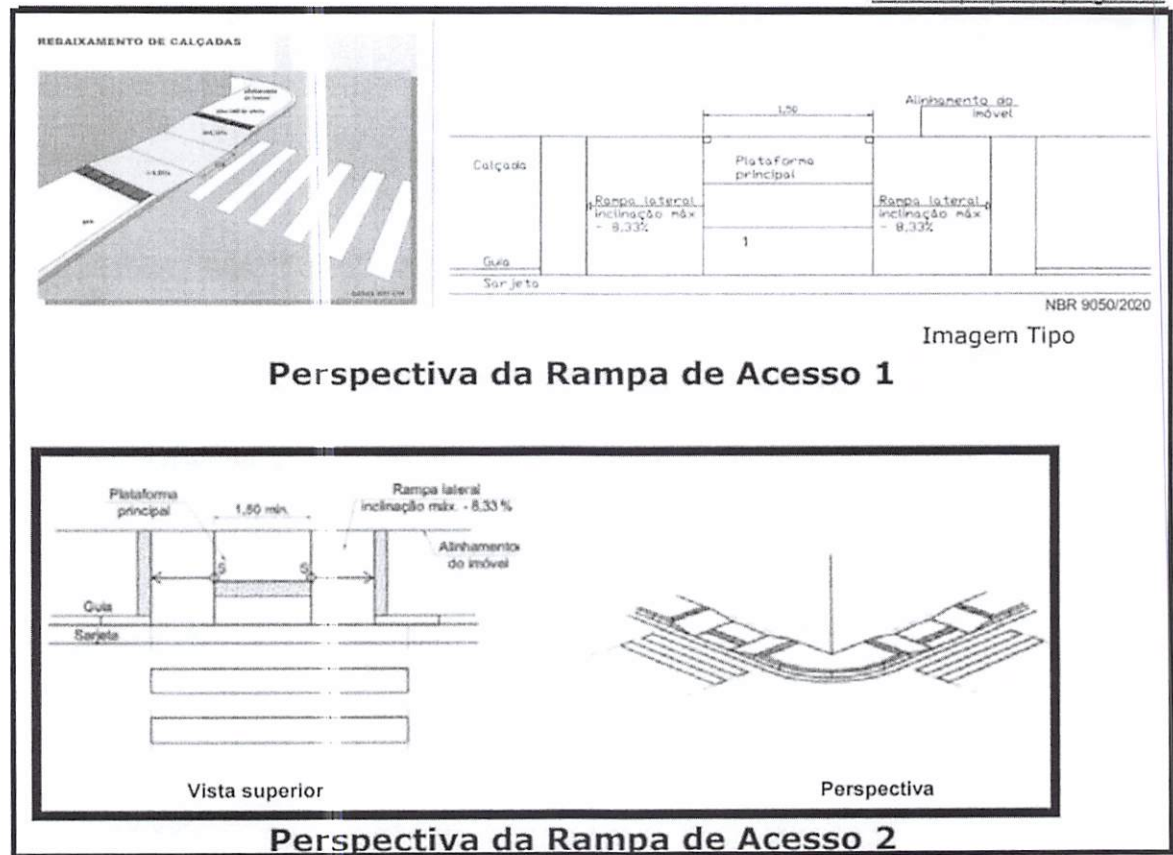 REBAIXAMENTO DE CALÇADAS
1,50
Alinhamento do
imóvel
Calçada
Plataforma
principal
Rampa lateral
inclinação máx
- 8,33%
Rampa lateral
inclinação máx
- 8,33%
1
Guia
Sarjeta
NBR 9050/2020
Imagem Tipo
Perspectiva da Rampa de Acesso 1
Plataforma
principal
1,50 min.
Rampa lateral
inclinação máx. - 8,33 %
Alinhamento
do imóvel
S
S
Guia
Sarjeta
Vista superior
Perspectiva
Perspectiva da Rampa de Acesso 2